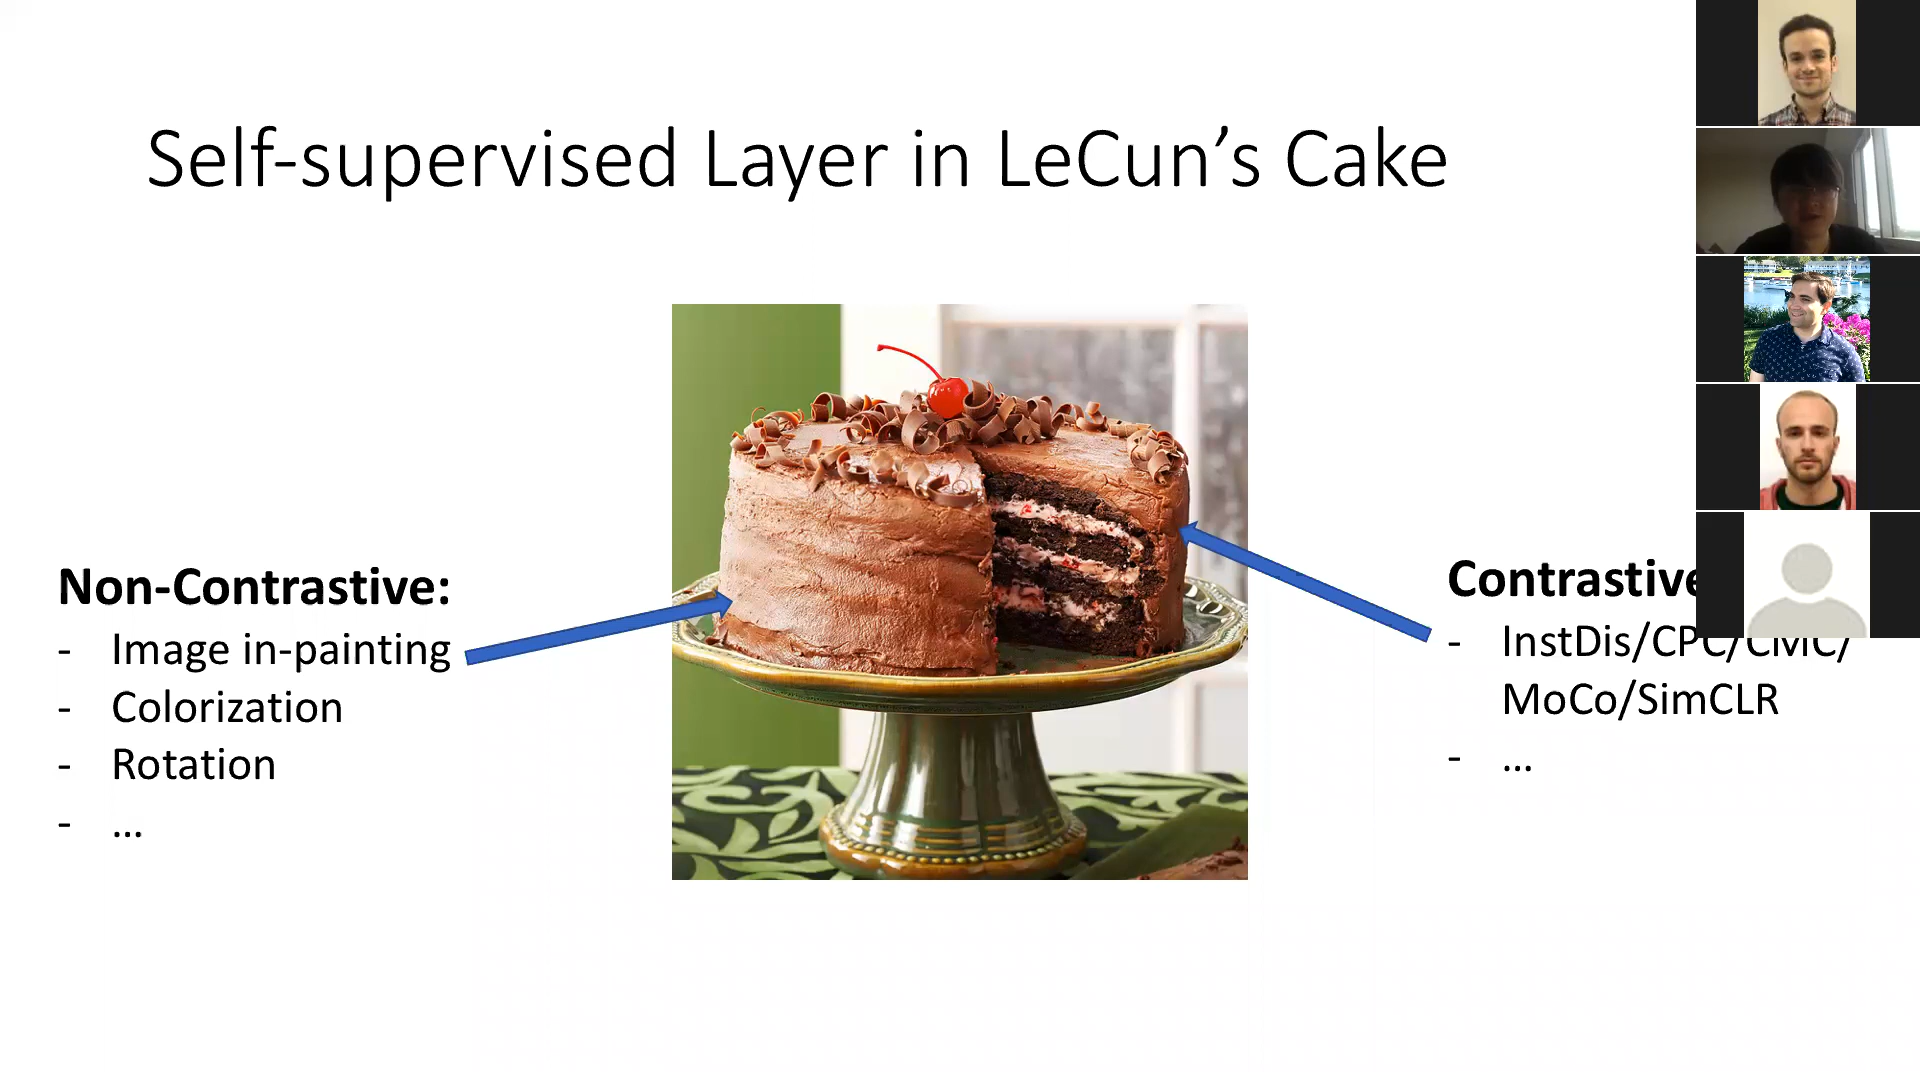 Self-supervised Layer in LeCun’s Cake
Non-Contrastive:
- Image in-painting
- Colorization
- Rotation
- ...
Contrastive
- InstDis/CPC/CMC/
MoCo/SimCLR
- ...